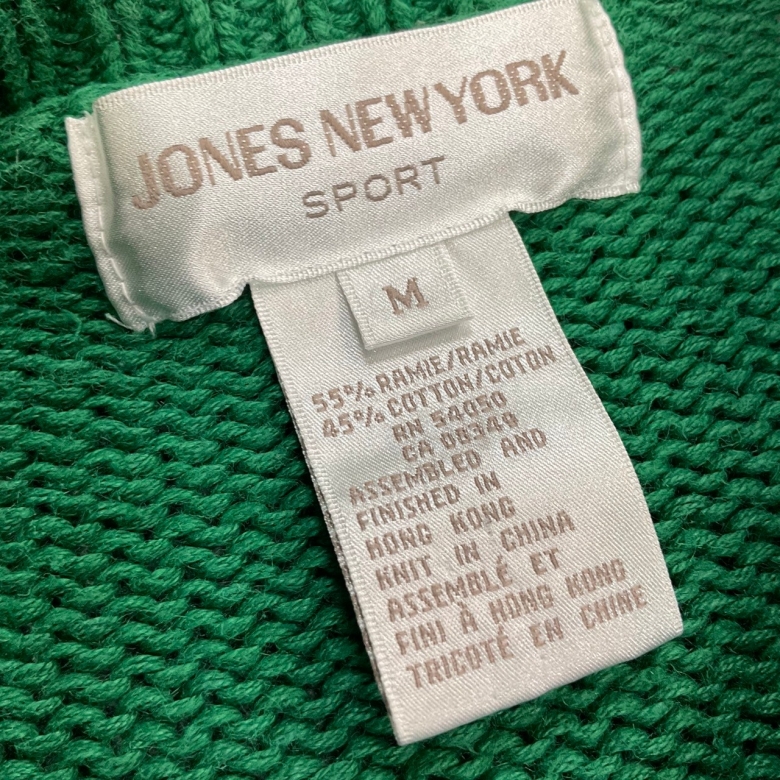 JONES NEW YORK
SPORT
M
55% RAMIE/RAMIE
45% COTTON/COTON
RN 54050
CA 00349
ASSEMBLED AND
FINISHED IN
HONG KONG
KNIT IN CHINA
ASSEMBLÉ ET
FINI À HONG KONG
TRICOTÉ EN CHINE